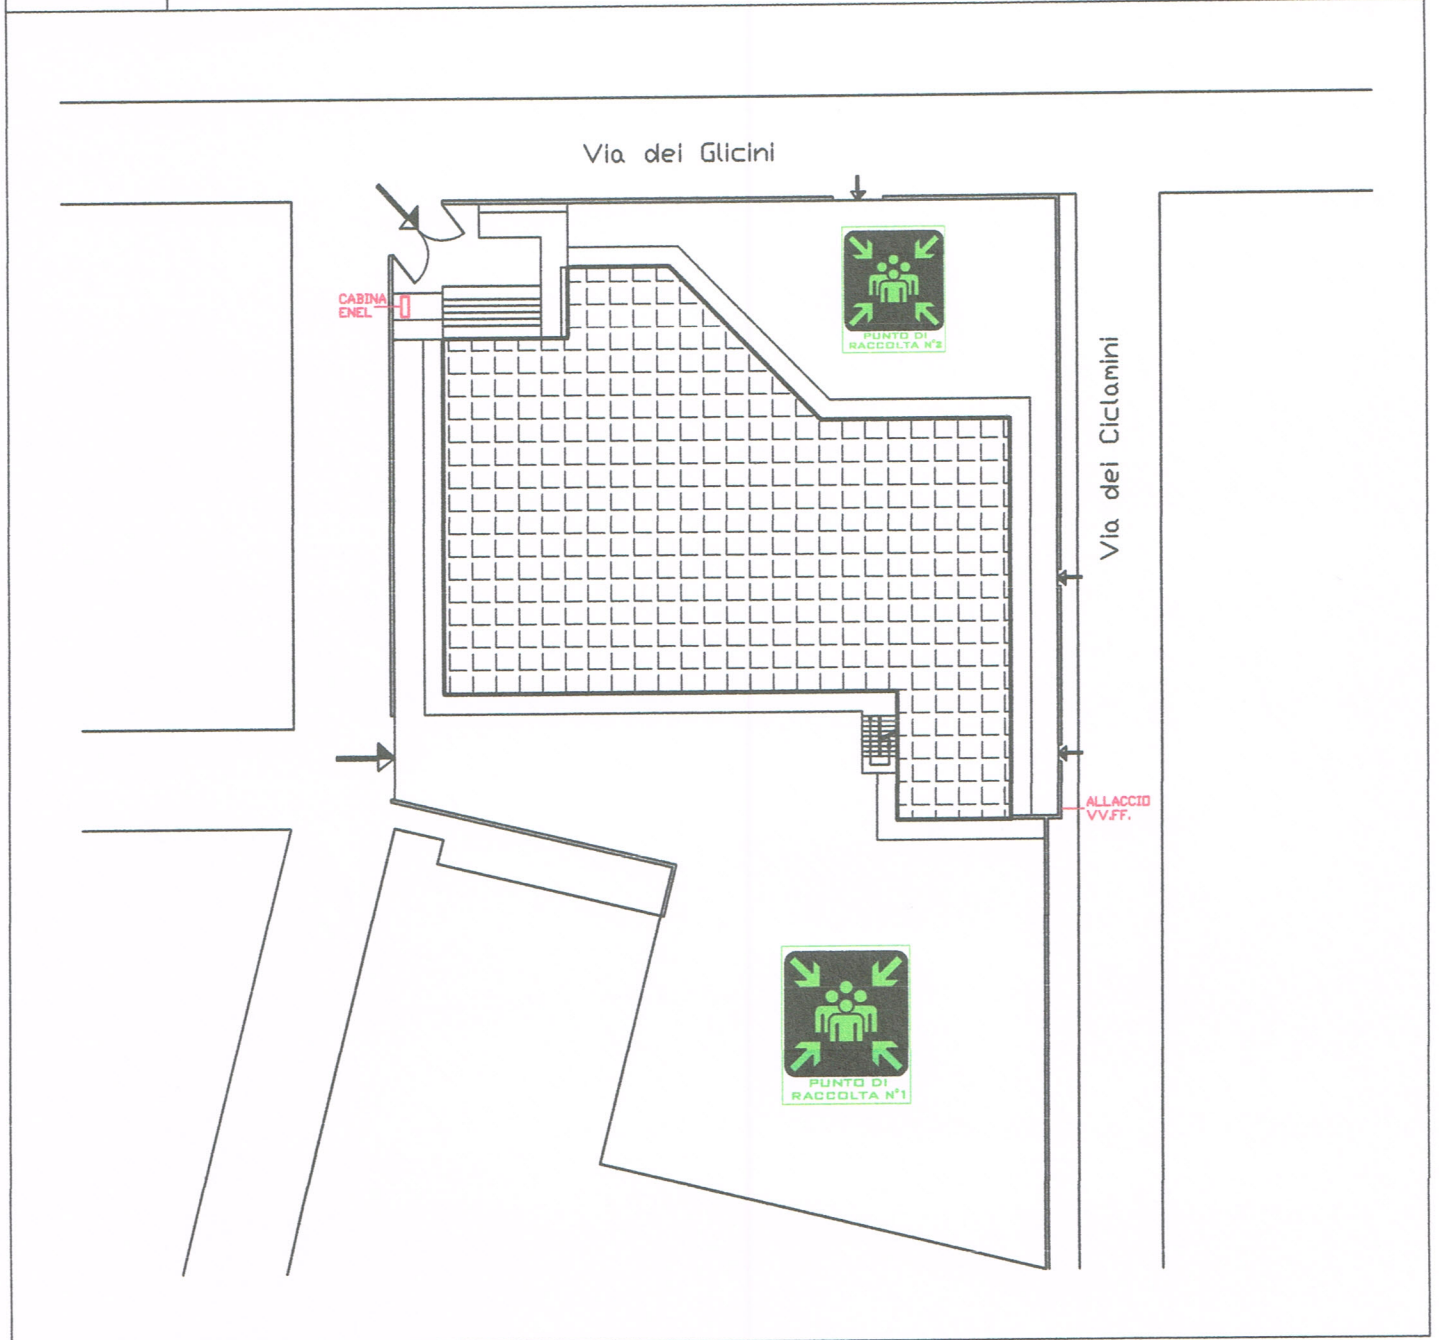 Via dei Glicini
PUNTO DI
RACCOLTA N°2
CABINA
ENEL
Via dei Ciclamini
ALLACCIO
VV.FF.
PUNTO DI
RACCOLTA N°1